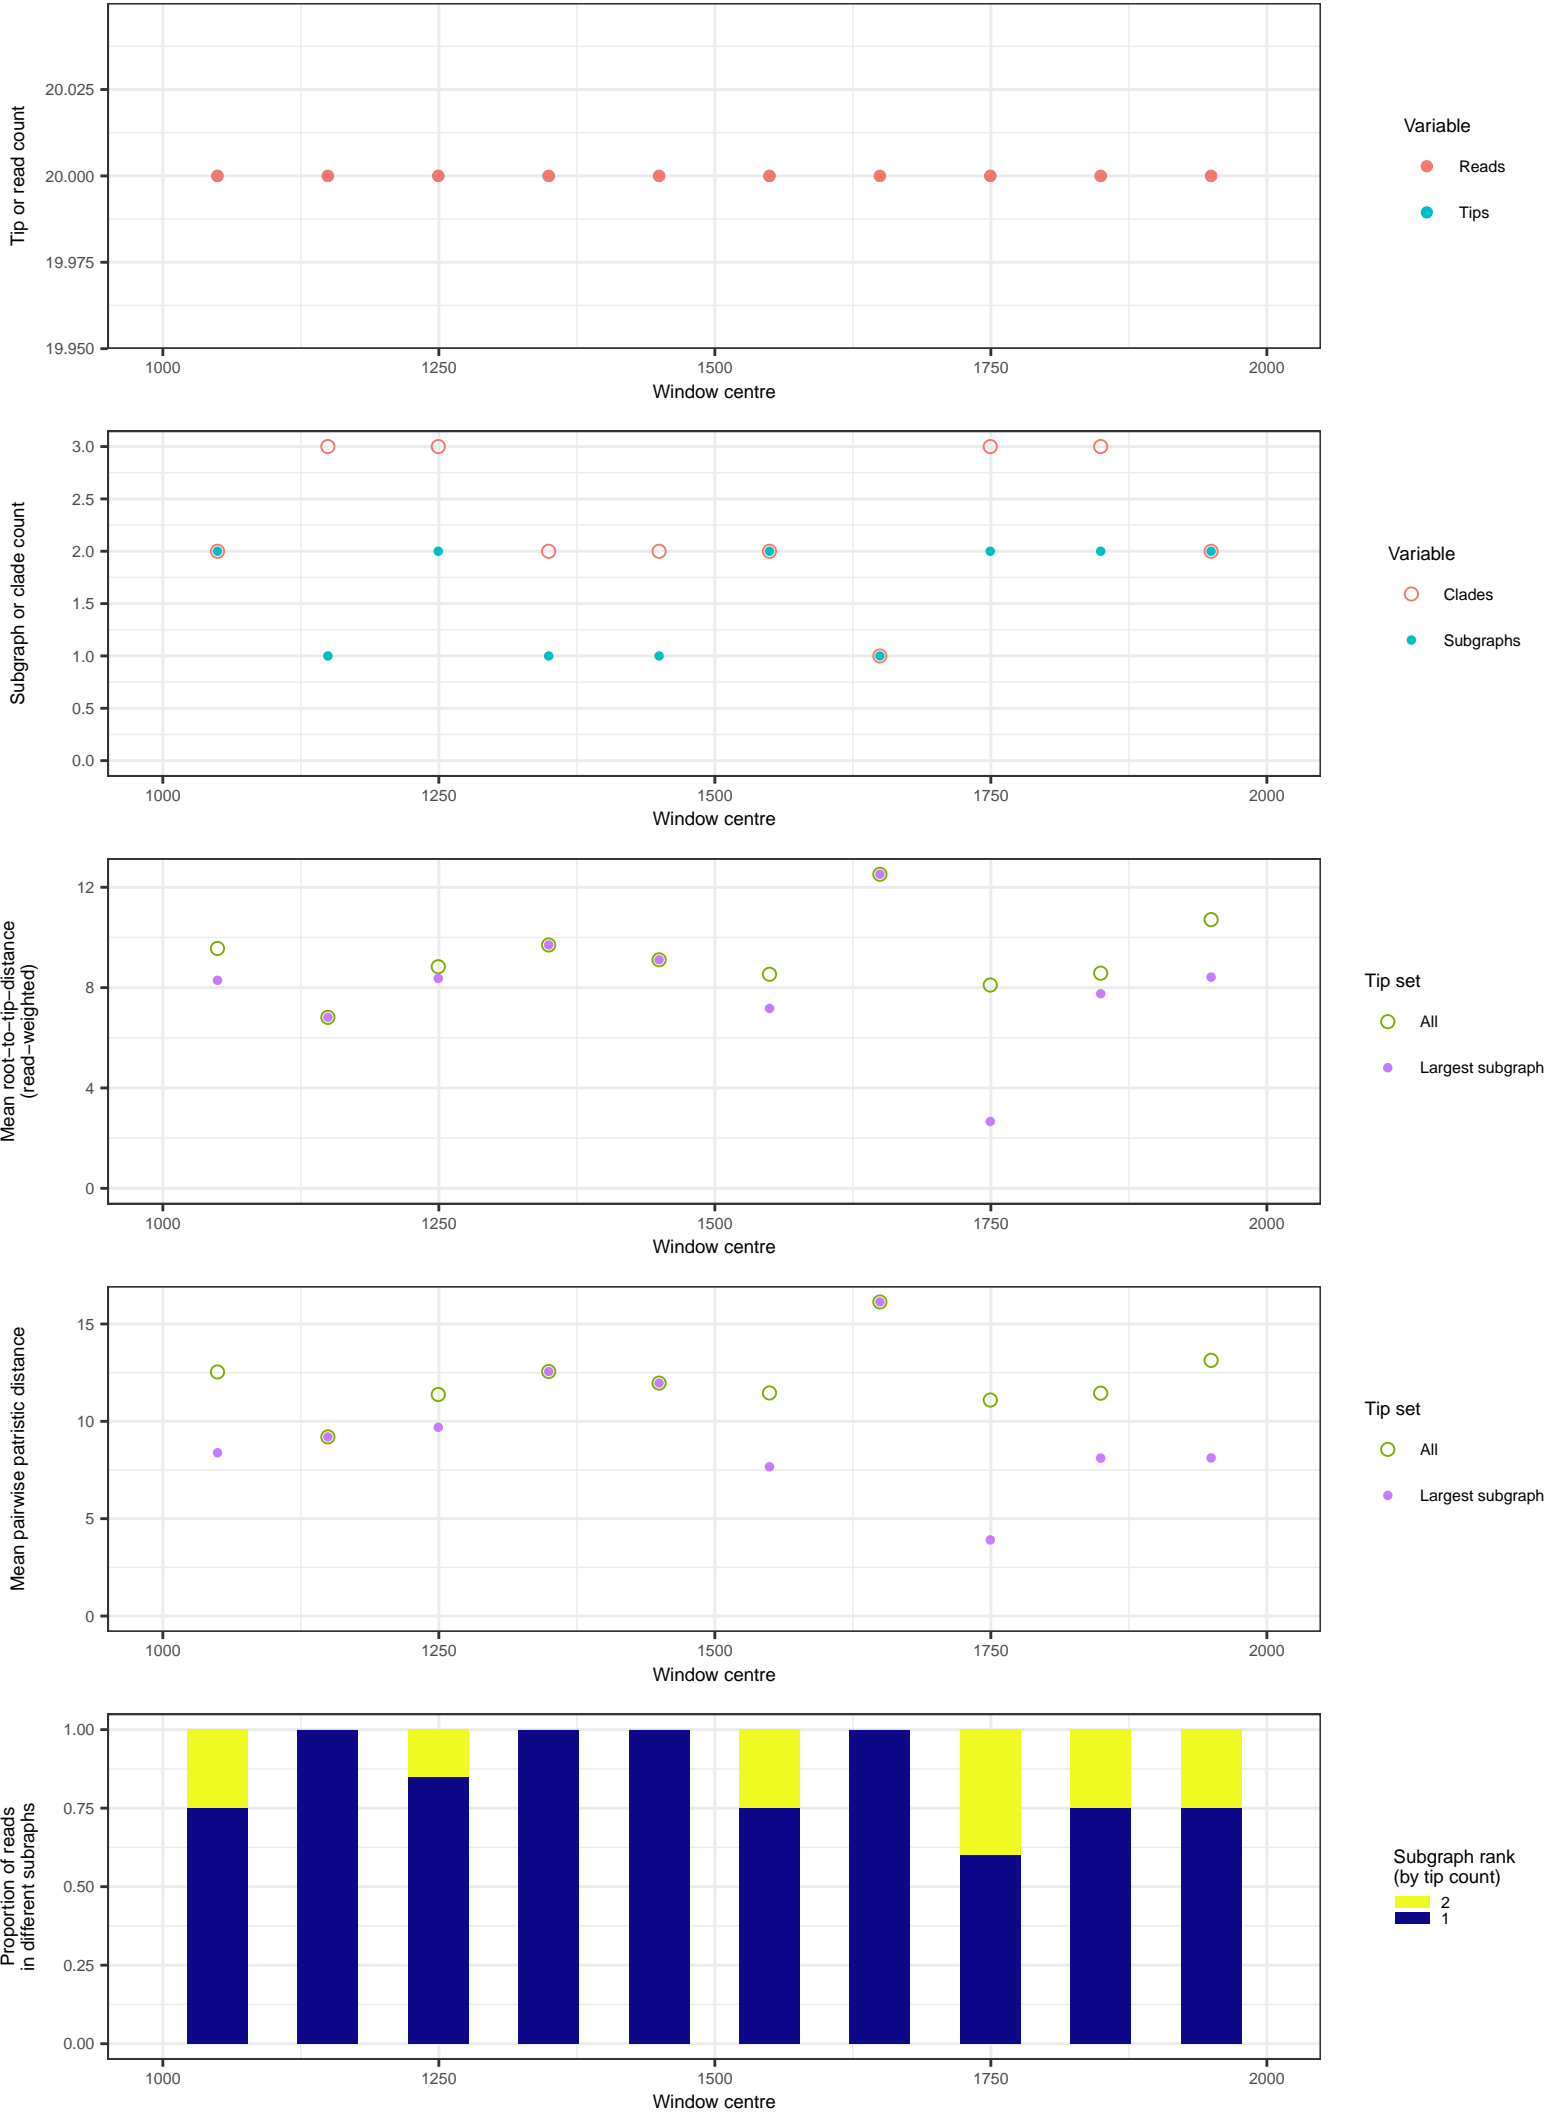 Tip or read count
20.025
20.000
19.975
19.950
1000
1250
1500
1750
2000
Window centre
Variable
Reads
Tips
Subgraph or clade count
3.0
2.5
2.0
1.5
1.0
0.5
0.0
1000
1250
1500
1750
2000
Window centre
Variable
Clades
Subgraphs
Mean root−to−tip−distance
(read−weighted)
12
8
4
0
1000
1250
1500
1750
2000
Window centre
Tip set
All
Largest subgraph
Mean pairwise patristic distance
15
10
5
0
1000
1250
1500
1750
2000
Window centre
Tip set
All
Largest subgraph
Proportion of reads
in different subraphs
1.00
0.75
0.50
0.25
0.00
1000
1250
1500
1750
2000
Window centre
Subgraph rank
(by tip count)
2
1